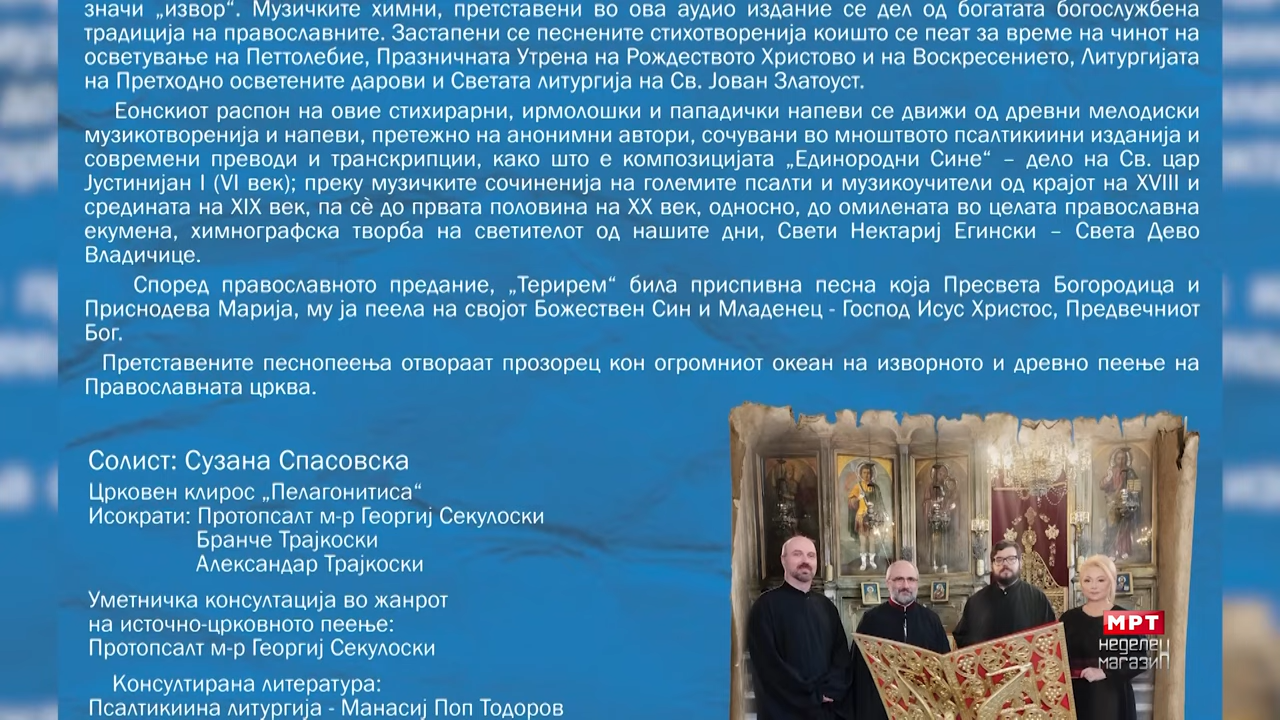 значи „извор“. Музичките химни, претставени во ова аудио издание се дел од богатата богослужбена
традиција на православните. Застапени се песнените стихотворенија коишто се пеат за време на чинот на
осветување на Петтолебие, Празничната Утрена на Рождеството Христово и на Воскресението, Литургијата
на Претходно осветените дарови и Светата литургија на Св. Јован Златоуст.
Еонскиот распон на овие стихирарни, ирмолошки и пападички напеви се движи од древни мелодиски
музикотворенија и напеви, претежно на анонимни автори, сочувани во мноштвото псалтикиини изданија и
современи преводи и транскрипции, како што е композицијата „Единородни Сине“ – дело на Св. цар
Јустинијан I (VI век); преку музичките сочиненија на големите псалти и музикоучители од крајот на XVIII и
средината на XIX век, па сѐ до првата половина на XX век, односно, до омилената во целата православна
екумена, химнографска творба на светителот од нашите дни, Свети Нектариј Егински – Света Дево
Владичице.
Според православното предание, „Терирем“ била приспивна песна која Пресвета Богородица и
Приснодева Марија, му ја пеела на својот Божествен Син и Младенец - Господ Исус Христос, Предвечниот
Бог.
Претставените песнопеења отвораат прозорец кон огромниот океан на изворното и древно пеење на
Православната црква.
Солист: Сузана Спасовска
Црковен клирос „Пелагонитиса“
Исократи: Протопсалт м-р Георгиј Секулоски
Бранче Трајкоски
Александар Трајкоски
Уметничка консултација во жанрот
на источно-црковното пеење:
Протопсалт м-р Георгиј Секулоски
Консултирана литература:
Псалтикиина литургија - Манасиј Поп Тодоров
МРТ
неделен
магазин